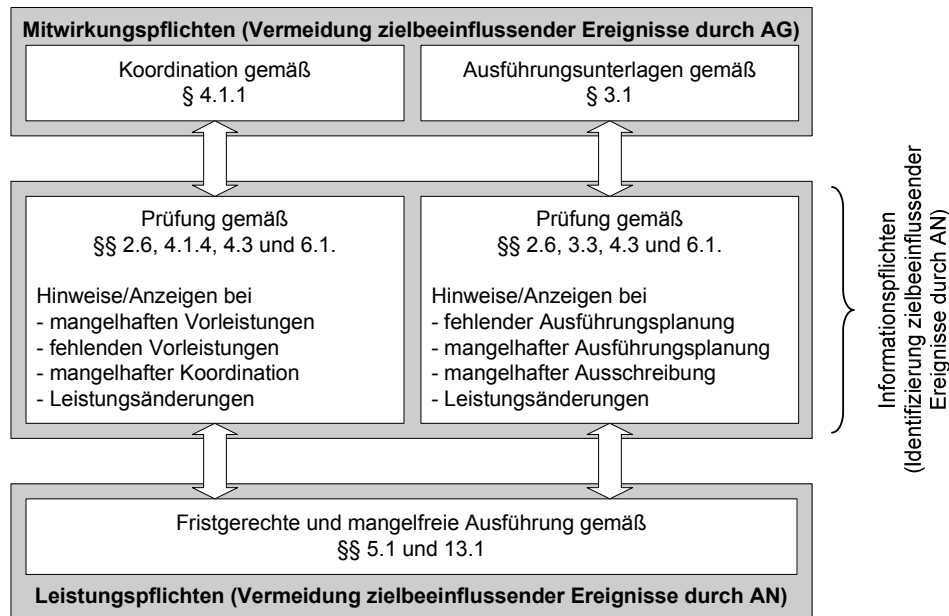 Mitwirkungspflichten (Vermeidung zielbeeinflussender Ereignisse durch AG)
Koordination gemäß
§ 4.1.1
Ausführungsunterlagen gemäß
§ 3.1
Prüfung gemäß
§§ 2.6, 4.1.4, 4.3 und 6.1.
Hinweise/Anzeigen bei
- mangelhaften Vorleistungen
- fehlenden Vorleistungen
- mangelhafter Koordination
- Leistungsänderungen
Prüfung gemäß
§§ 2.6, 3.3, 4.3 und 6.1.
Hinweise/Anzeigen bei
- fehlender Ausführungsplanung
- mangelhafter Ausführungsplanung
- mangelhafter Ausschreibung
- Leistungsänderungen
Informationspflichten
(Identifizierung zielbeeinflussender
Ereignisse durch AN)
Fristgerechte und mangelfreie Ausführung gemäß
§§ 5.1 und 13.1
Leistungspflichten (Vermeidung zielbeeinflussender Ereignisse durch AN)